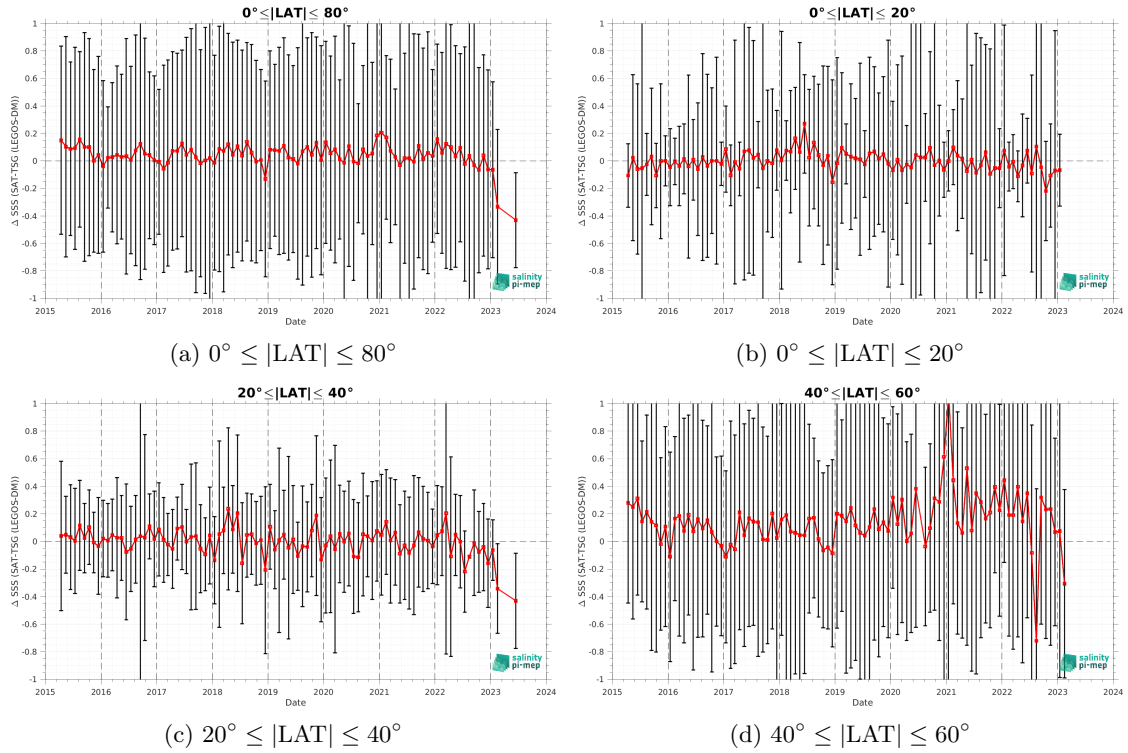 0°≤|LAT|≤ 80°
Δ SSS (SAT-TSG (LEGOS-DM))
1
0.8
0.6
0.4
0.2
0
-0.2
-0.4
-0.6
-0.8
-1
2015 2016 2017 2018 2019 2020 2021 2022 2023 2024
Date
salinity
pi-mep
(a) 0° ≤ |LAT| ≤ 80°
0°≤|LAT|≤ 20°
Δ SSS (SAT-TSG (LEGOS-DM))
1
0.8
0.6
0.4
0.2
0
-0.2
-0.4
-0.6
-0.8
-1
2015 2016 2017 2018 2019 2020 2021 2022 2023 2024
Date
salinity
pi-mep
(b) 0° ≤ |LAT| ≤ 20°
20°≤|LAT|≤ 40°
Δ SSS (SAT-TSG (LEGOS-DM))
1
0.8
0.6
0.4
0.2
0
-0.2
-0.4
-0.6
-0.8
-1
2015 2016 2017 2018 2019 2020 2021 2022 2023 2024
Date
salinity
pi-mep
(c) 20° ≤ |LAT| ≤ 40°
40°≤|LAT|≤ 60°
Δ SSS (SAT-TSG (LEGOS-DM))
1
0.8
0.6
0.4
0.2
0
-0.2
-0.4
-0.6
-0.8
-1
2015 2016 2017 2018 2019 2020 2021 2022 2023 2024
Date
salinity
pi-mep
(d) 40° ≤ |LAT| ≤ 60°